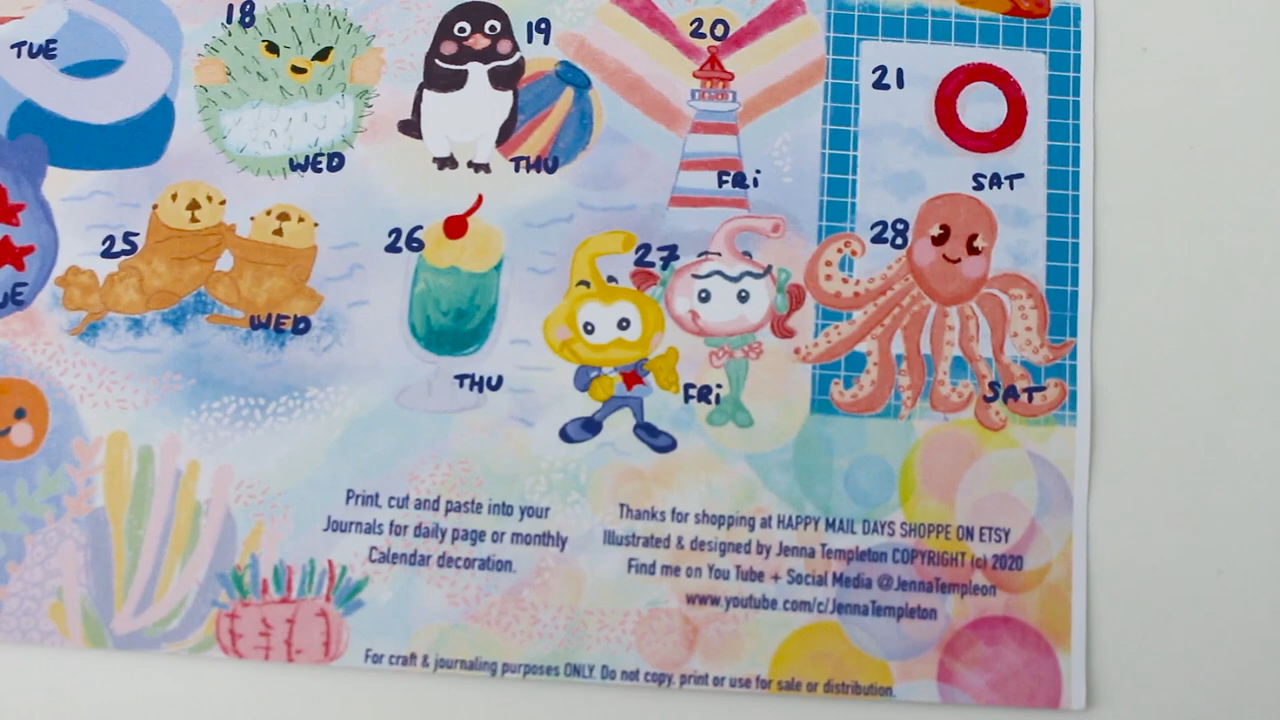 18
19
20
TUE
21
WED
THU
FRi
SAT
25
26
27
28
WED
THU
FRi
SAT
Print, cut and paste into your
Journals for daily page or monthly
Calendar decoration.
Thanks for shopping at HAPPY MAIL DAYS SHOPPE ON ETSY
Illustrated & designed by Jenna Templeton COPYRIGHT (c) 2020
Find me on You Tube + Social Media @JennaTempleon
www.youtube.com/c/JennaTempleton
For craft & journaling purposes ONLY. Do not copy, print or use for sale or distribution.